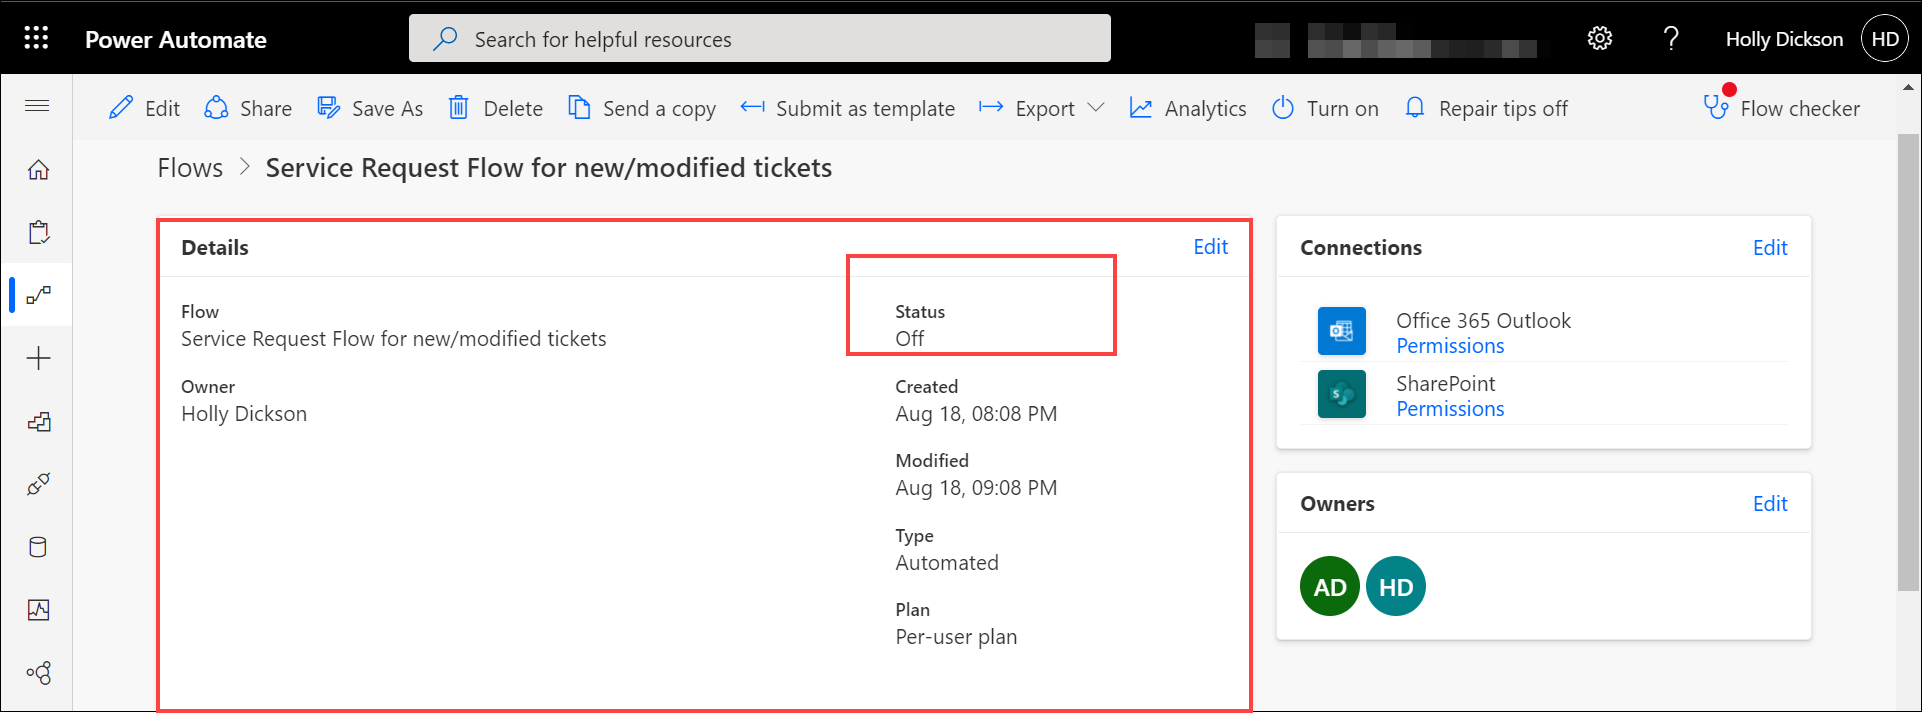 Power Automate
Search for helpful resources
Holly Dickson
HD
Edit
Share
Save As
Delete
Send a copy
Submit as template
Export
Analytics
Turn on
Repair tips off
Flow checker
Flows > Service Request Flow for new/modified tickets
Details
Edit
Flow
Service Request Flow for new/modified tickets
Owner
Holly Dickson
Status
Off
Created
Aug 18, 08:08 PM
Modified
Aug 18, 09:08 PM
Type
Automated
Plan
Per-user plan
Connections
Edit
Office 365 Outlook
Permissions
SharePoint
Permissions
Owners
Edit
AD
HD